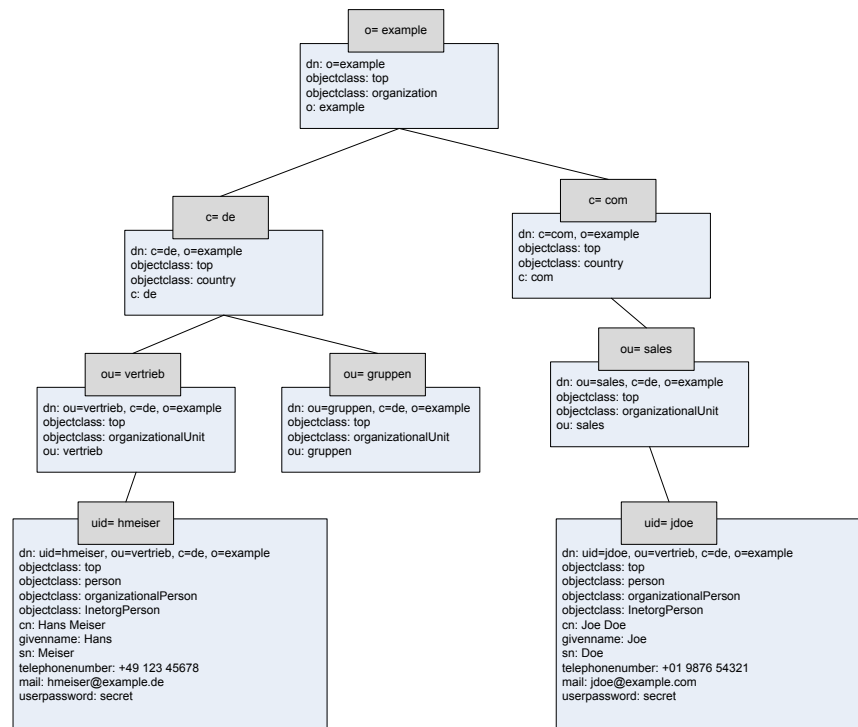 o= example
dn: o=example
objectclass: top
objectclass: organization
o: example
c= de
dn: c=de, o=example
objectclass: top
objectclass: country
c: de
c= com
dn: c=com, o=example
objectclass: top
objectclass: country
c: com
ou= vertrieb
dn: ou=vertrieb, c=de, o=example
objectclass: top
objectclass: organizationalUnit
ou: vertrieb
ou= gruppen
dn: ou=gruppen, c=de, o=example
objectclass: top
objectclass: organizationalUnit
ou: gruppen
ou= sales
dn: ou=sales, c=de, o=example
objectclass: top
objectclass: organizationalUnit
ou: sales
uid= hmeiser
dn: uid=hmeiser, ou=vertrieb, c=de, o=example
objectclass: top
objectclass: person
objectclass: organizationalPerson
objectclass: InetorgPerson
cn: Hans Meiser
givenname: Hans
sn: Meiser
telephonenumber: +49 123 45678
mail: hmeiser@example.de
userpassword: secret
uid= jdoe
dn: uid=jdoe, ou=vertrieb, c=de, o=example
objectclass: top
objectclass: person
objectclass: organizationalPerson
objectclass: InetorgPerson
cn: Joe Doe
givenname: Joe
sn: Doe
telephonenumber: +01 9876 54321
mail: jdoe@example.com
userpassword: secret